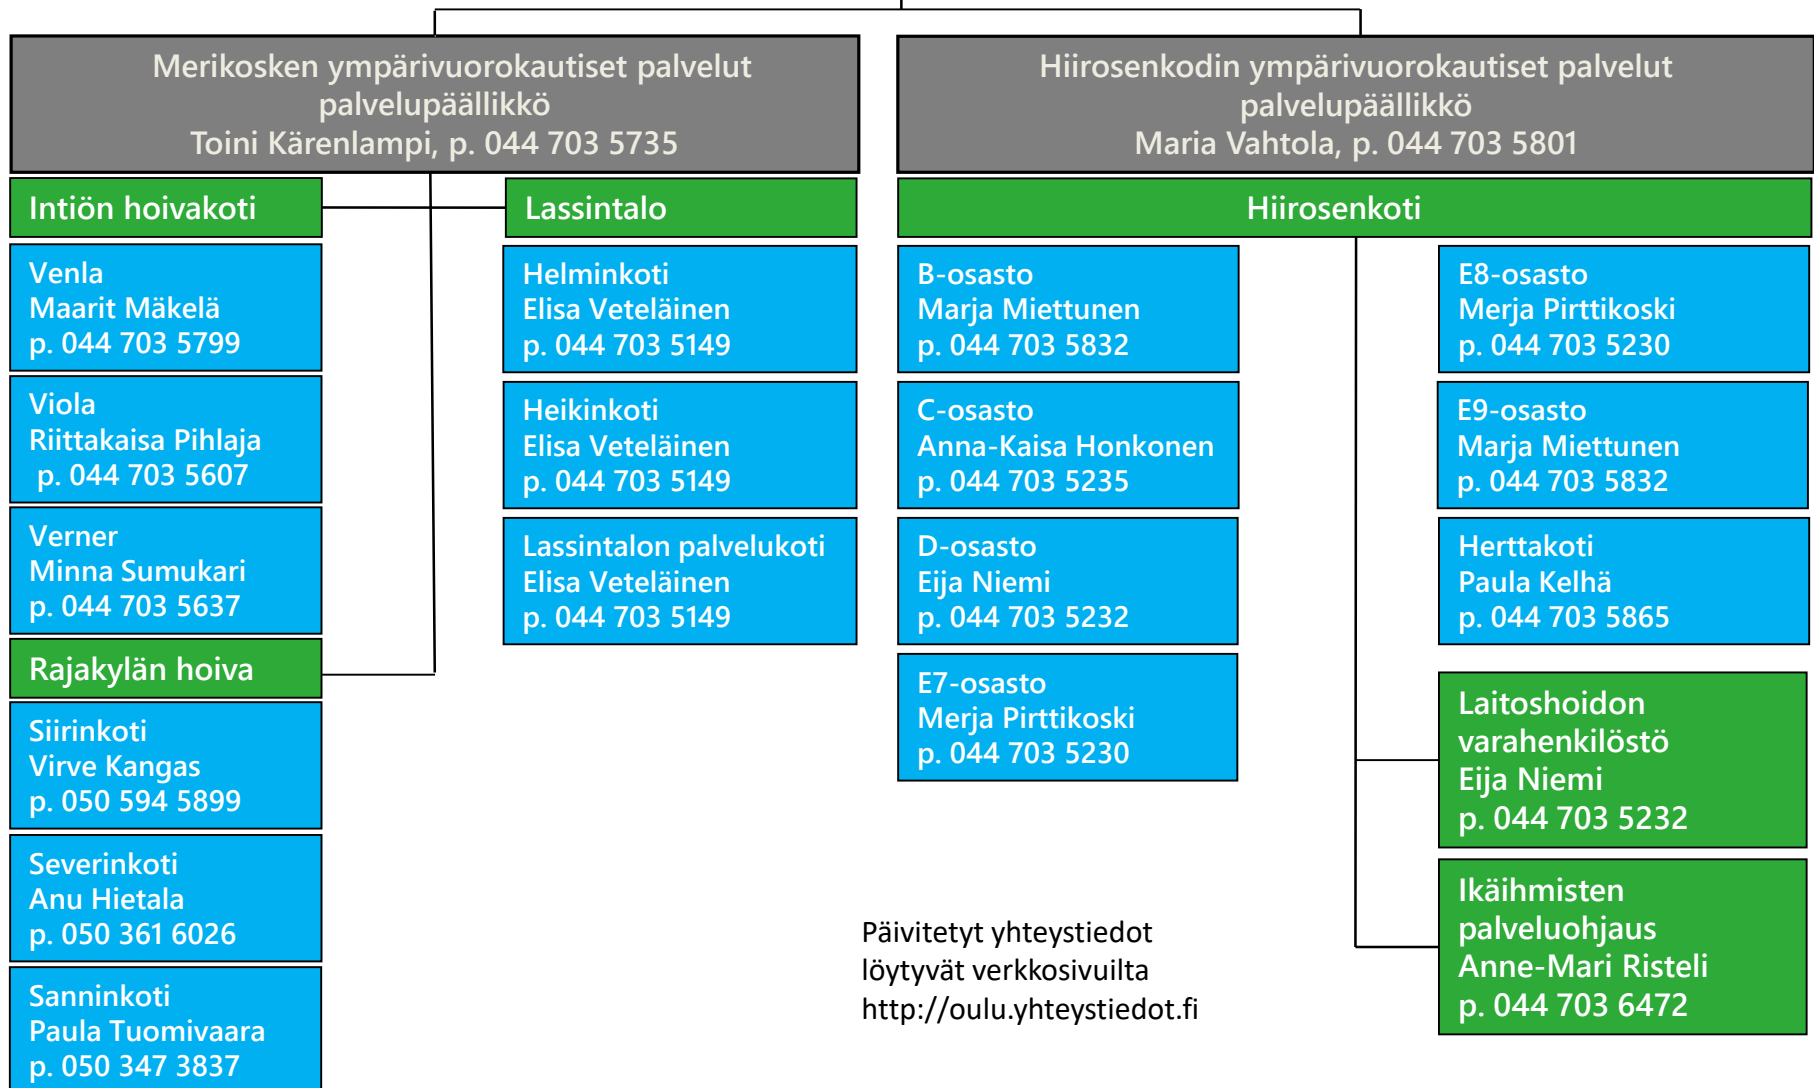 Merikosken ympärivuorokautiset palvelut
palvelupäällikkö
Toini Kärenlampi, p. 044 703 5735
Intiön hoivakoti
Venla
Maarit Mäkelä
p. 044 703 5799
Viola
Riittakaisa Pihlaja
p. 044 703 5607
Verner
Minna Sumukari
p. 044 703 5637
Rajakylän hoiva
Siirinkoti
Virve Kangas
p. 050 594 5899
Severinkoti
Anu Hietala
p. 050 361 6026
Sanninkoti
Paula Tuomivaara
p. 050 347 3837
Lassintalo
Helminkoti
Elisa Veteläinen
p. 044 703 5149
Heikinkoti
Elisa Veteläinen
p. 044 703 5149
Lassintalon palvelukoti
Elisa Veteläinen
p. 044 703 5149
Hiirosenkodin ympärivuorokautiset palvelut
palvelupäällikkö
Maria Vahtola, p. 044 703 5801
Hiirosenkoti
B-osasto
Marja Miettunen
p. 044 703 5832
C-osasto
Anna-Kaisa Honkonen
p. 044 703 5235
D-osasto
Eija Niemi
p. 044 703 5232
E7-osasto
Merja Pirttikoski
p. 044 703 5230
E8-osasto
Merja Pirttikoski
p. 044 703 5230
E9-osasto
Marja Miettunen
p. 044 703 5832
Herttakoti
Paula Kelhä
p. 044 703 5865
Laitoshoidon
varahenkilöstö
Eija Niemi
p. 044 703 5232
Ikäihmisten
palveluohjaus
Anne-Mari Risteli
p. 044 703 6472
Päivitetyt yhteystiedot
löytyvät verkkosivuilta
http://oulu.yhteystiedot.fi